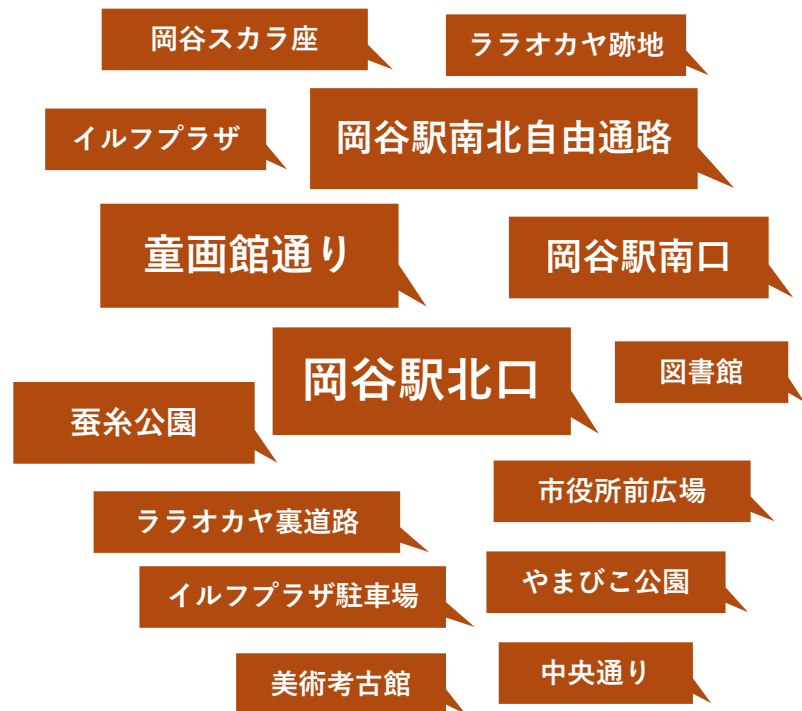 岡谷スカラ座
ララオカヤ跡地
イルフプラザ
岡谷駅南北自由通路
童画館通り
岡谷駅南口
岡谷駅北口
図書館
蚕糸公園
市役所前広場
ララオカヤ裏道路
イルフプラザ駐車場
やまびこ公園
美術考古館
中央通り